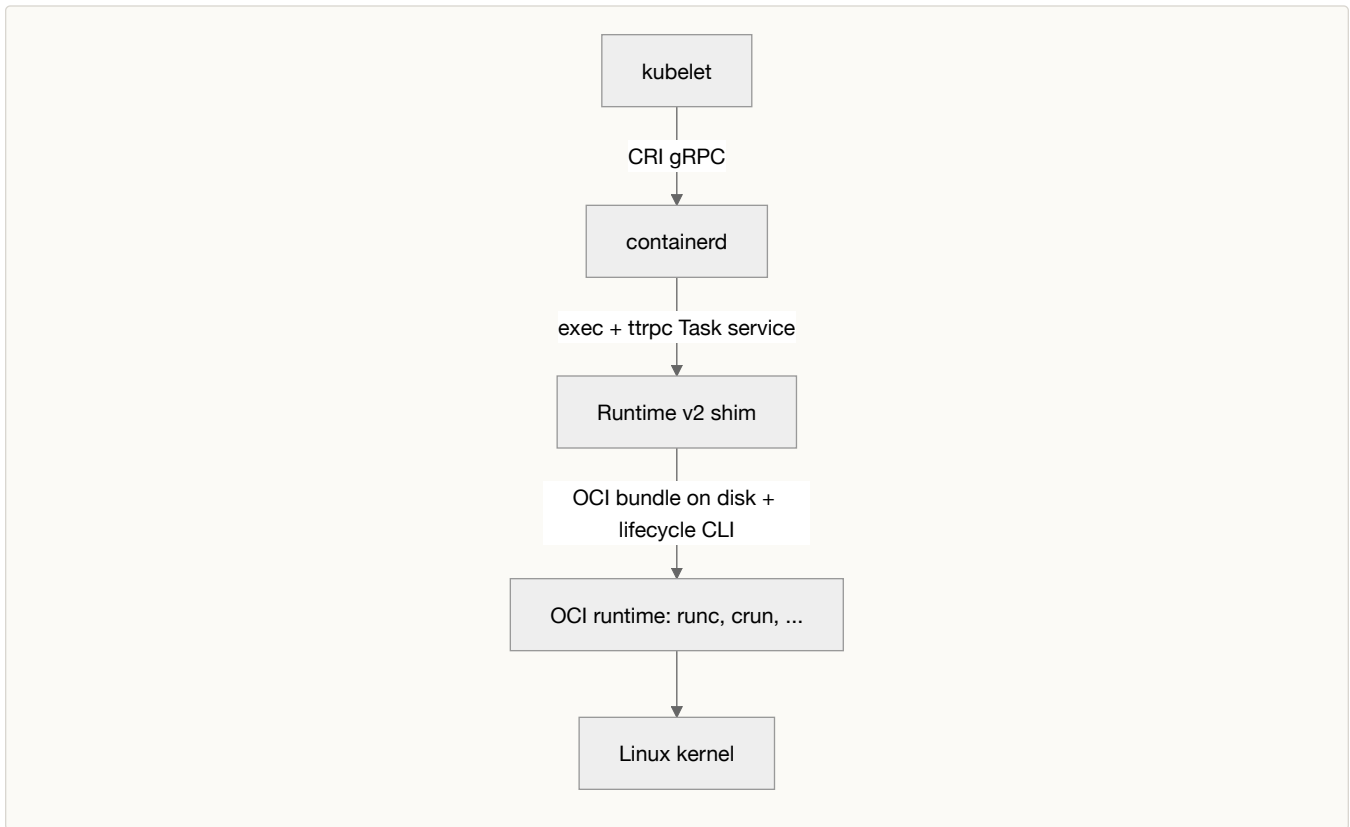 kubelet
CRI gRPC
containerd
exec + ttrpc Task service
Runtime v2 shim
OCI bundle on disk +
lifecycle CLI
OCI runtime: runc, crun, ...
Linux kernel